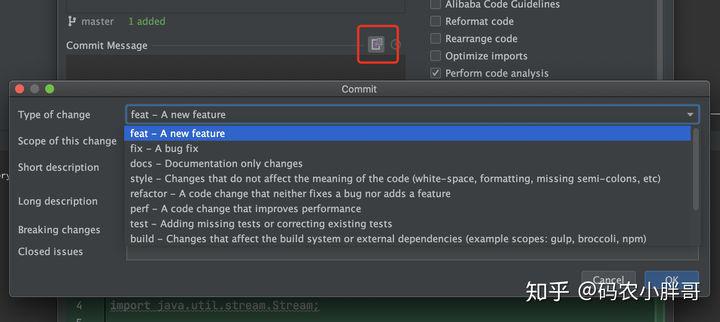 Alibaba Code Guidelines
master 1 added
Reformat code
Rearrange code
Commit Message
Optimize imports
Perform code analysis
Commit
Type of change
feat – A new feature
feat – A new feature
Scope of this change
fix – A bug fix
docs – Documentation only changes
Short description
style – Changes that do not affect the meaning of the code (white-space, formatting, missing semi-colons, etc)
refactor – A code change that neither fixes a bug nor adds a feature
Long description
perf – A code change that improves performance
test – Adding missing tests or correcting existing tests
Breaking changes
build – Changes that affect the build system or external dependencies (example scopes: gulp, broccoli, npm)
Closed issues
Cancel
OK
知乎 @码农小胖哥
4 import java.util.stream.Stream;
5